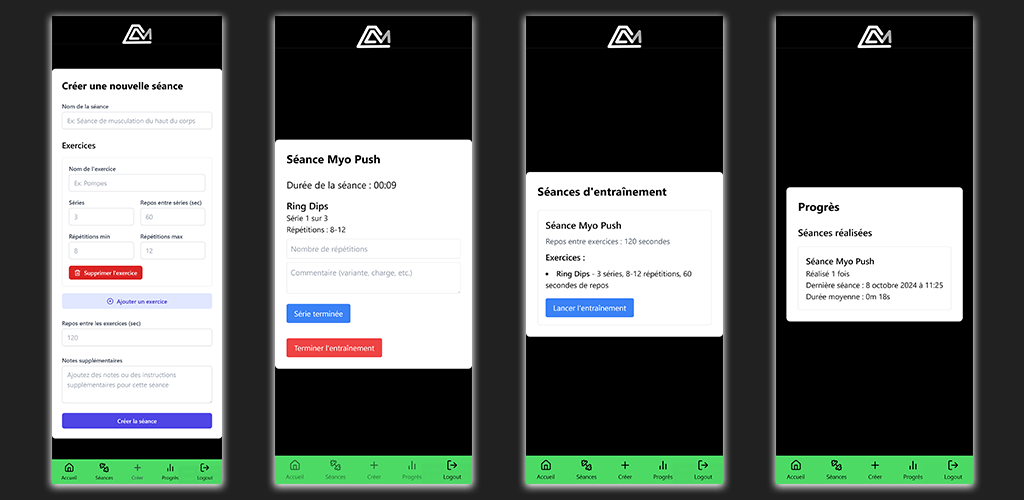 Créer une nouvelle séance
Nom de la séance
Ex: Séance de musculation du haut du corps
Exercices
Nom de l'exercice
Ex: Pompes
Séries
Repos entre séries (sec)
3
60
Répétitions min
Répétitions max
8
12
Supprimer l'exercice
Ajouter un exercice
Repos entre les exercices (sec)
120
Notes supplémentaires
Ajoutez des notes ou des instructions
supplémentaires pour cette séance
Créer la séance
Accueil
Séances
Créer
Progrès
Logout
Séance Myo Push
Durée de la séance : 00:09
Ring Dips
Série 1 sur 3
Répétitions : 8-12
Nombre de répétitions
Commentaire (variante, charge, etc.)
Série terminée
Terminer l'entraînement
Accueil
Séances
Créer
Progrès
Logout
Séances d'entraînement
Séance Myo Push
Repos entre exercices : 120 secondes
Exercices :
• Ring Dips - 3 séries, 8-12 répétitions, 60
secondes de repos
Lancer l'entraînement
Accueil
Séances
Créer
Progrès
Logout
Progrès
Séances réalisées
Séance Myo Push
Réalisé 1 fois
Dernière séance : 8 octobre 2024 à 11:25
Durée moyenne : 0m 18s
Accueil
Séances
Créer
Progrès
Logout